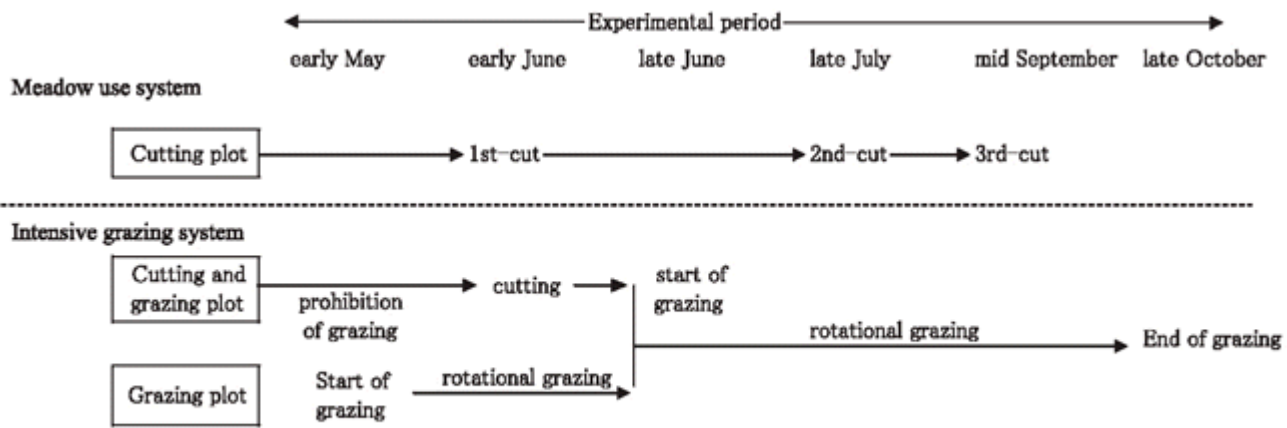 Experimental period
early May early June late June late July mid September late October
Meadow use system
Cutting plot 1st-cut 2nd-cut 3rd-cut
Intensive grazing system
Cutting and
grazing plot
prohibition
of grazing
cutting
start of
grazing
rotational grazing
End of grazing
Grazing plot
Start of
grazing
rotational grazing